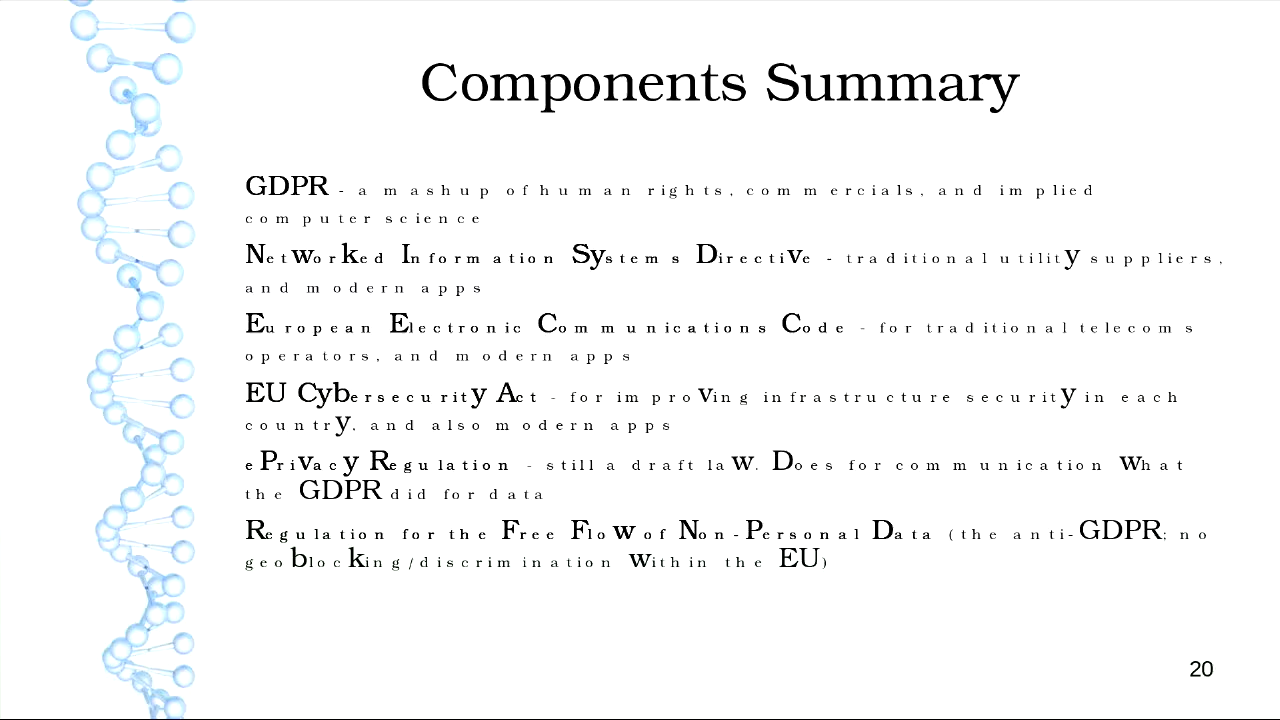 Components Summary
GDPR - a mashup of human rights, commercials, and implied
computer science
Networked Information Systems Directive - traditional utility suppliers,
and modern apps
European Electronic Communications Code - for traditional telecoms
operators, and modern apps
EU Cybersecurity Act - for improving infrastructure security in each
country, and also modern apps
ePrivacy Regulation - still a draft law. Does for communication what
the GDPR did for data
Regulation for the Free Flow of Non-Personal Data (the anti-GDPR; no
geoblocking/discrimination within the EU)
20